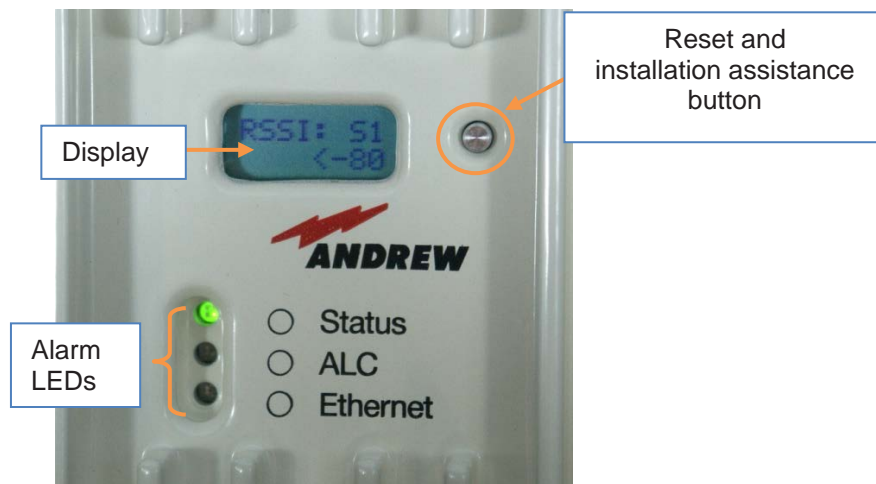 Reset and
installation assistance
button
RSSI: S1
<-80
Display
ANDREW
Alarm
LEDs
Status
ALC
Ethernet